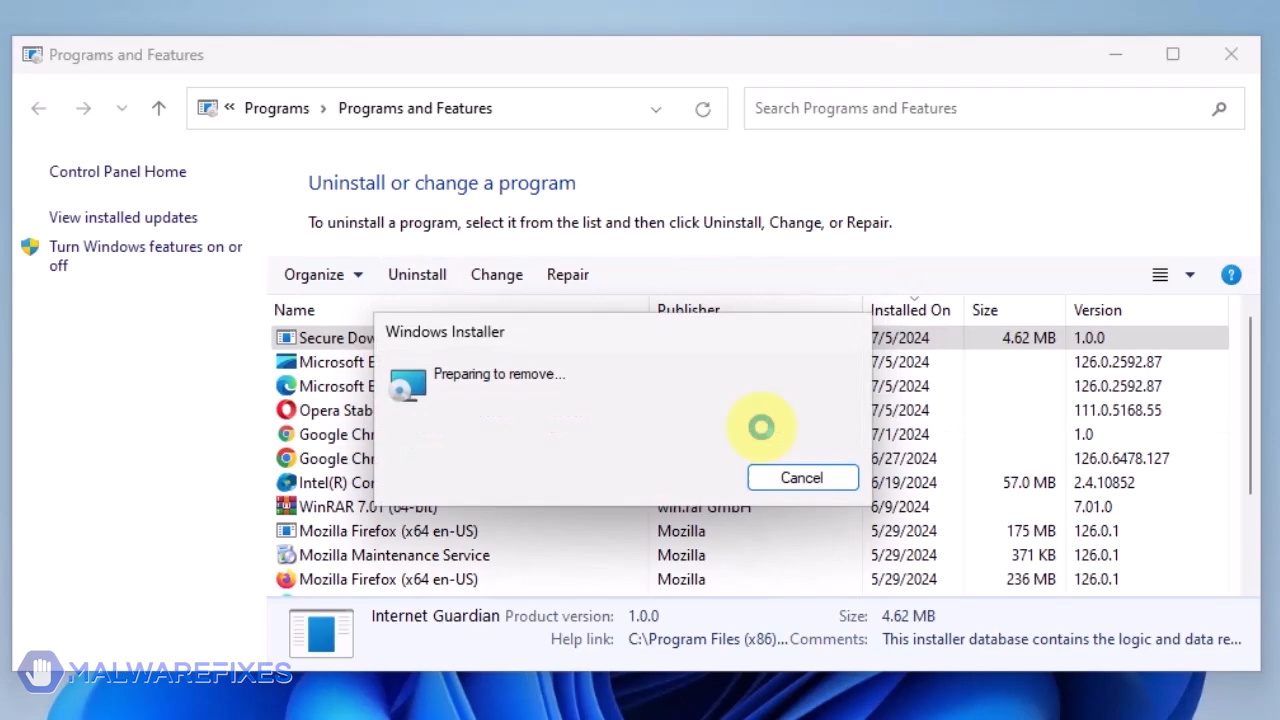 Programs and Features
« Programs › Programs and Features
Search Programs and Features
Control Panel Home
View installed updates
Turn Windows features on or
off
Uninstall or change a program
To uninstall a program, select it from the list and then click Uninstall, Change, or Repair.
Organize Uninstall Change Repair
?
Name Publisher Installed On Size Version
Secure Dow 7/5/2024 4.62 MB 1.0.0
Microsoft E 7/5/2024 126.0.2592.87
Microsoft E 7/5/2024 126.0.2592.87
Opera Stab 7/5/2024 111.0.5168.55
Google Chr 7/1/2024 1.0
Google Chr 6/27/2024 126.0.6478.127
Intel(R) Cor 6/19/2024 57.0 MB 2.4.10852
WinRAR 7.01 (64-bit) win.rar GmbH 6/9/2024 7.01.0
Mozilla Firefox (x64 en-US) Mozilla 5/29/2024 175 MB 126.0.1
Mozilla Maintenance Service Mozilla 5/29/2024 371 KB 126.0.1
Mozilla Firefox (x64 en-US) Mozilla 5/29/2024 236 MB 126.0.1
Windows Installer
Preparing to remove...
Cancel
Internet Guardian Product version: 1.0.0 Size: 4.62 MB
Help link: C:\Program Files (x86)... Comments: This installer database contains the logic and data re...
MALWAREFIXES